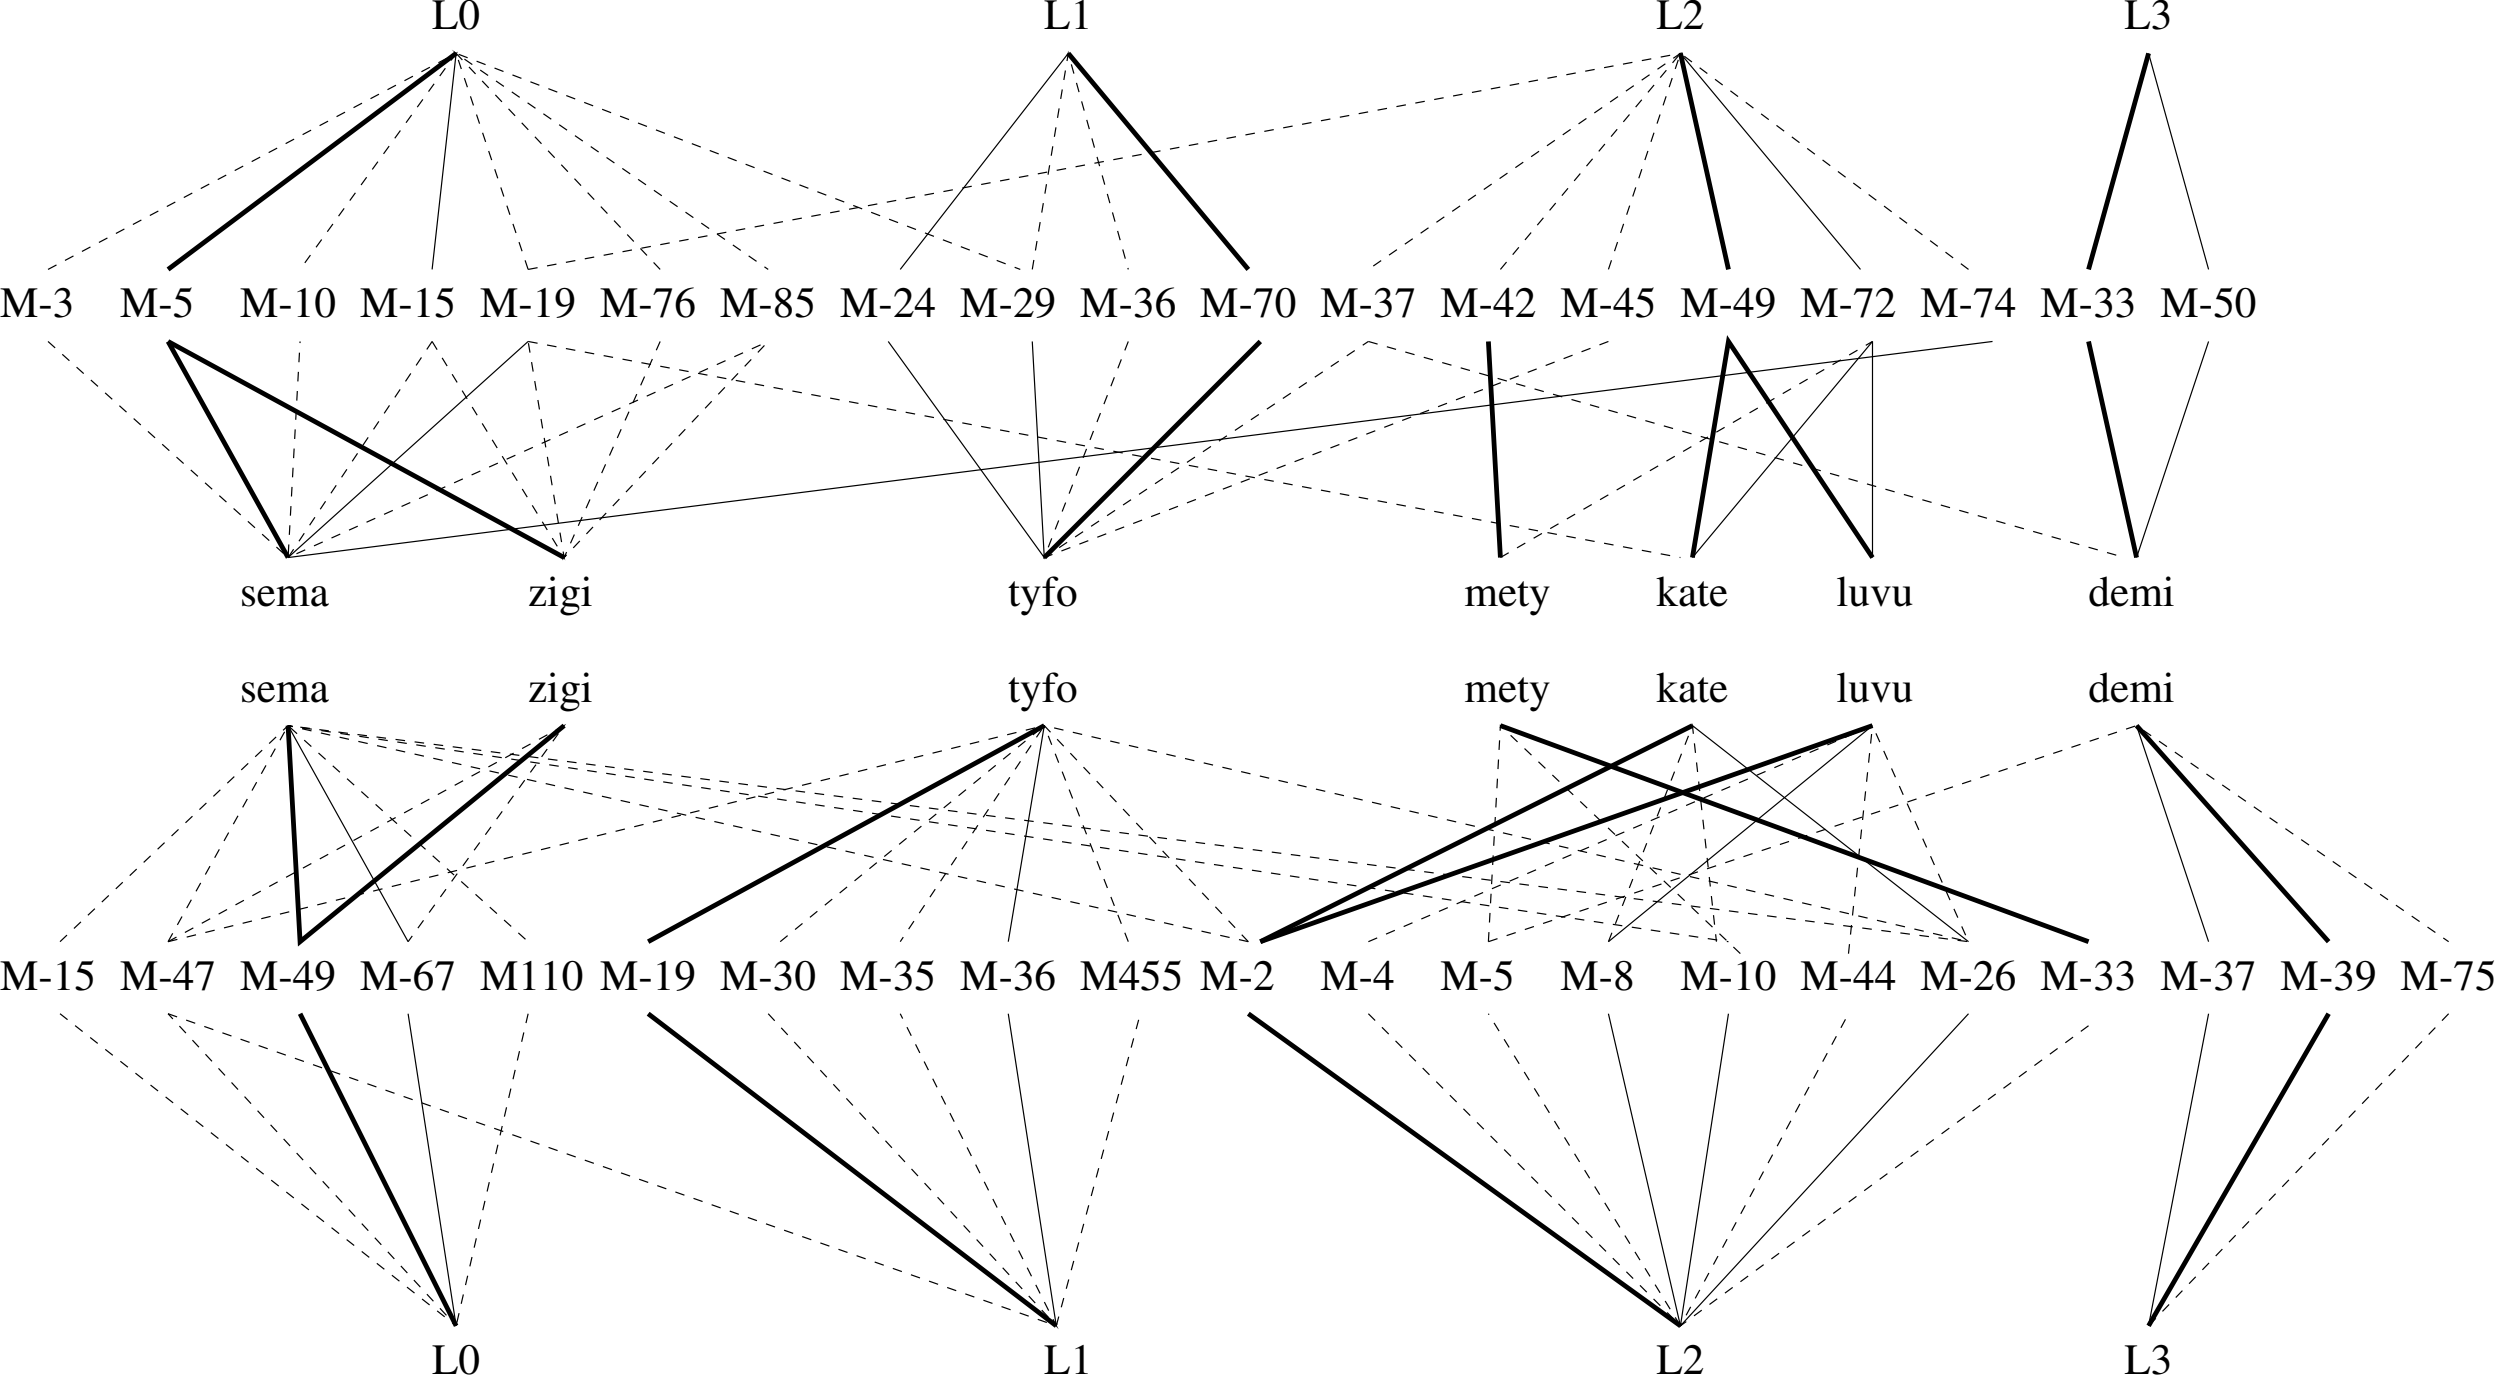 L0 L1 L2 L3
M-3 M-5 M-10 M-15 M-19 M-76 M-85 M-24 M-29 M-36 M-70 M-37 M-42 M-45 M-49 M-72 M-74 M-33 M-50
sema zigi tyfo mety kate luvu demi
sema zigi tyfo mety kate luvu demi
M-15 M-47 M-49 M-67 M110 M-19 M-30 M-35 M-36 M455 M-2 M-4 M-5 M-8 M-10 M-44 M-26 M-33 M-37 M-39 M-75
L0 L1 L2 L3